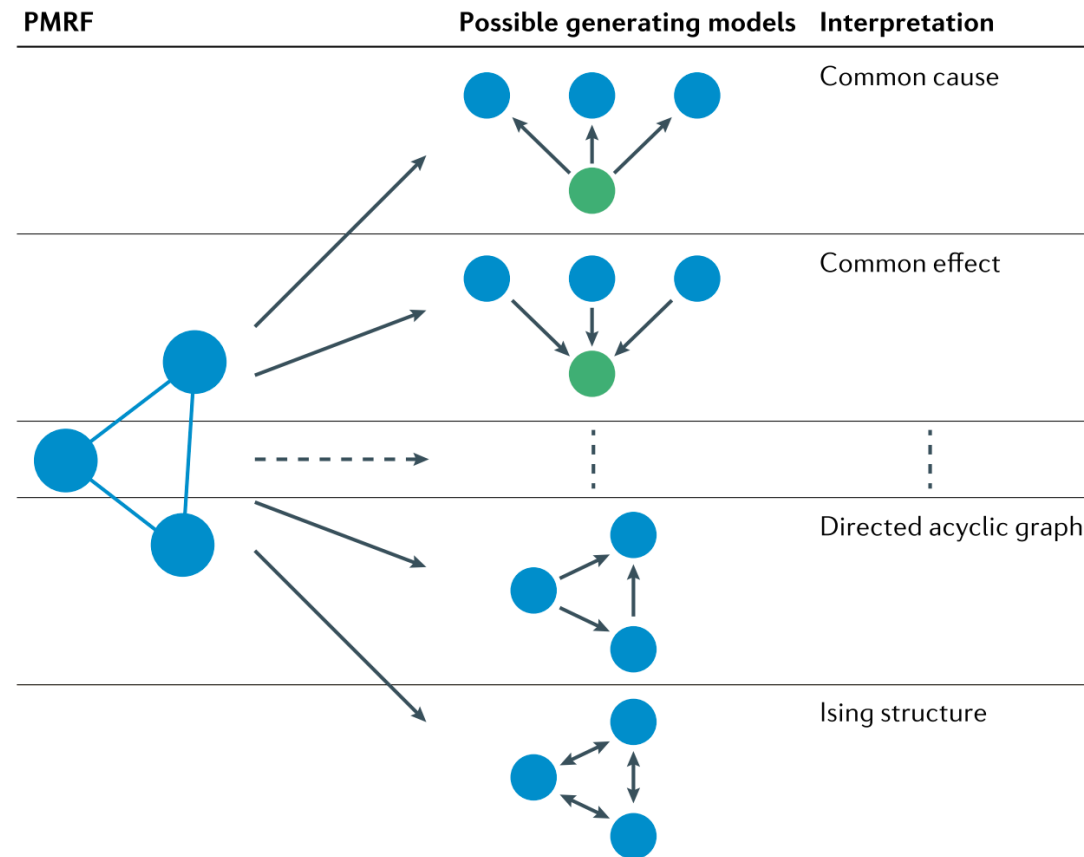 PMRF
Possible generating models
Interpretation
Common cause
Common effect
Directed acyclic graph
Ising structure